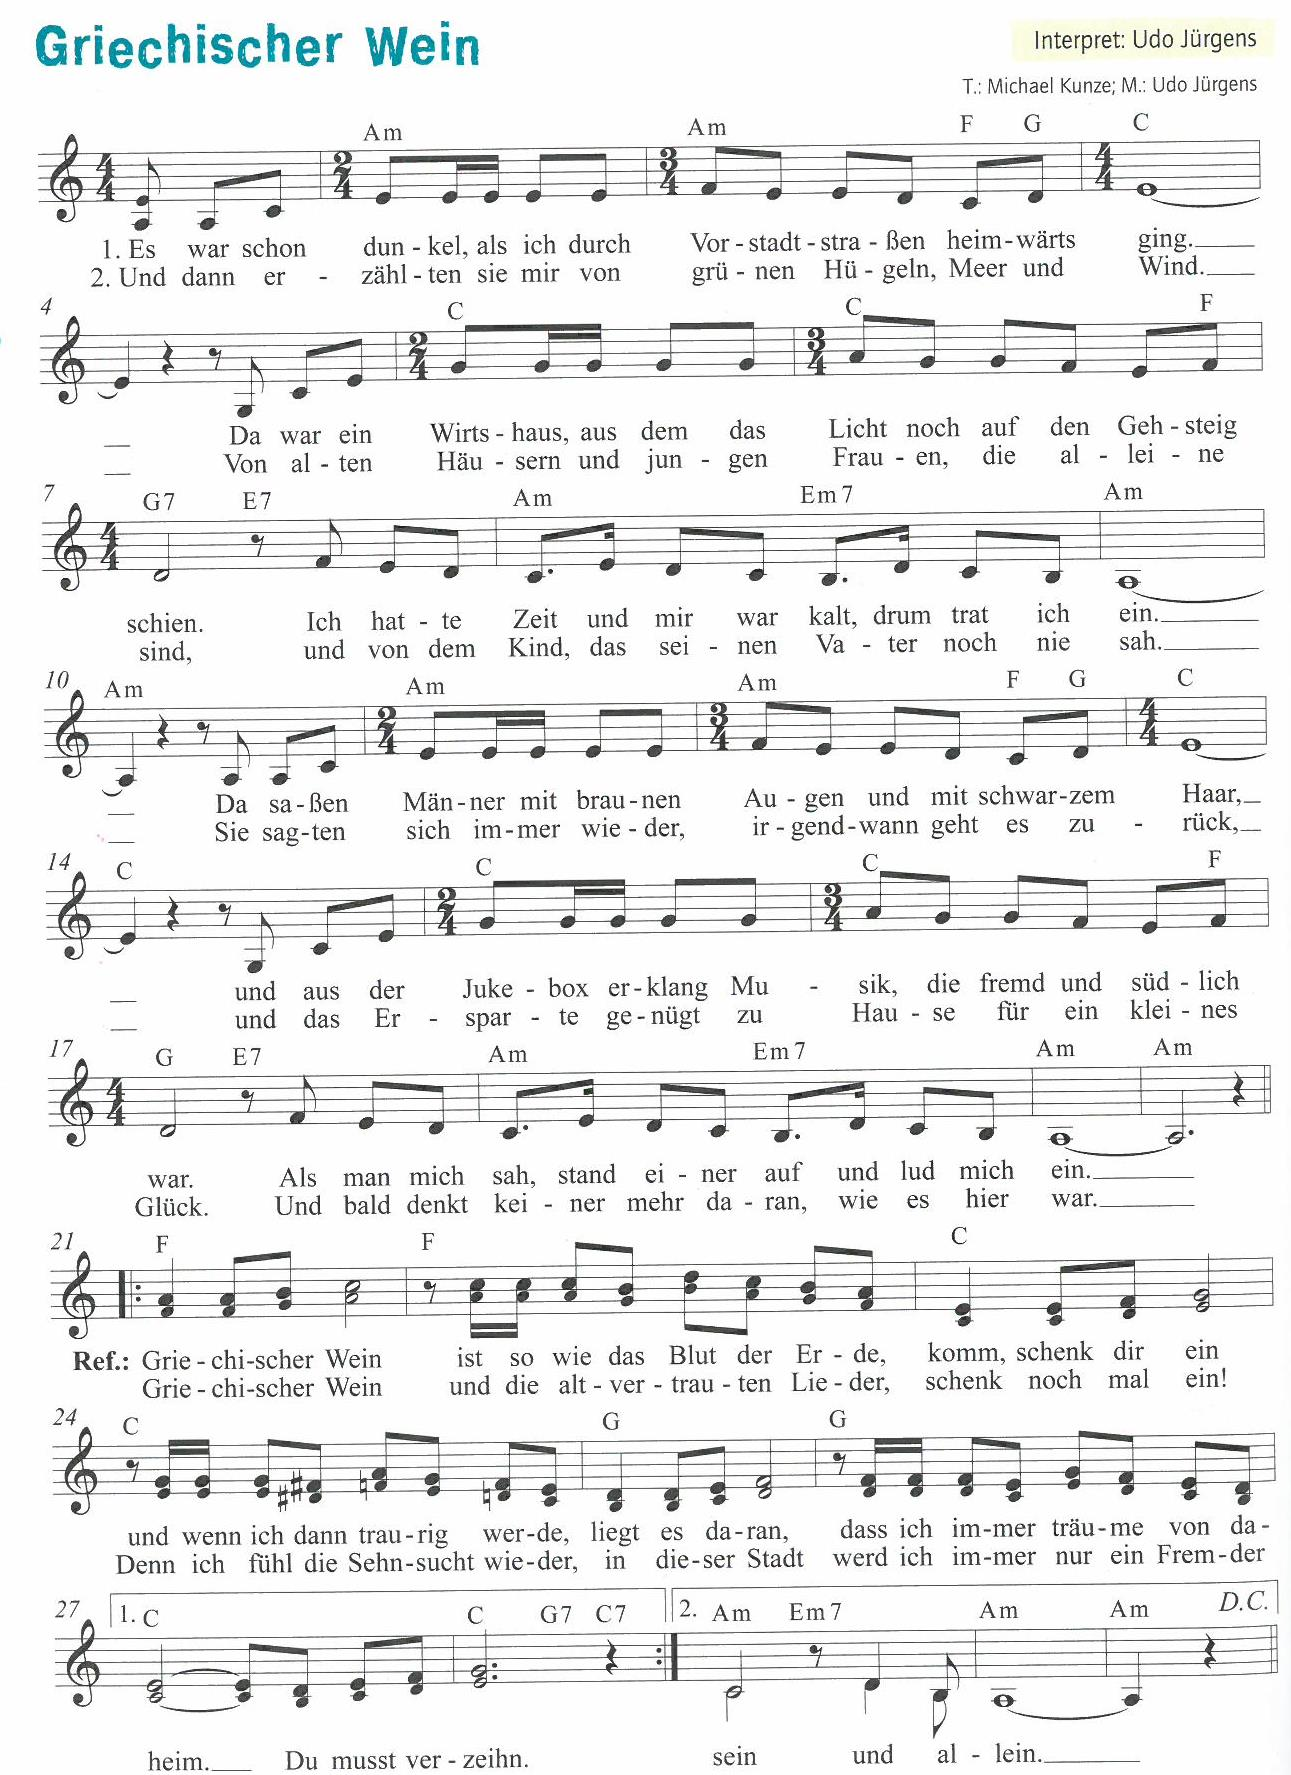 Griechischer Wein
Interpret: Udo Jürgens
T.: Michael Kunze; M.: Udo Jürgens
Am Am F G C
1. Es war schon dun - kel, als ich durch Vor - stadt - stra - ßen heim - wärts ging.
2. Und dann er - zähl - ten sie mir von grü - nen Hü - geln, Meer und Wind.
4 C C F
Da war ein Wirts - haus, aus dem das Licht noch auf den Geh - steig
Von al - ten Häu - sern und jun - gen Frau - en, die al - lei - ne
7 G7 E7 Am Em7 Am
schien. Ich hat - te Zeit und mir war kalt, drum trat ich ein.
sind, und von dem Kind, das sei - nen Va - ter noch nie sah.
10 Am Am Am F G C
Da sa - ßen Män - ner mit brau - nen Au - gen und mit schwar - zem Haar,
Sie sag - ten sich im - mer wie - der, ir - gend - wann geht es zu - rück,
14 C C C F
und aus der Juke - box er - klang Mu - sik, die fremd und süd - lich
und das Er - spar - te ge - nügt zu Hau - se für ein klei - nes
17 G E7 Am Em7 Am Am
war. Als man mich sah, stand ei - ner auf und lud mich ein.
Glück. Und bald denkt kei - ner mehr da - ran, wie es hier war.
21 F F C
Ref.: Grie - chi - scher Wein ist so wie das Blut der Er - de, komm, schenk dir ein
Grie - chi - scher Wein und die alt - ver - trau - ten Lie - der, schenk noch mal ein!
24 C G G
und wenn ich dann trau - rig wer - de, liegt es da - ran, dass ich im - mer träu - me von da -
Denn ich fühl die Sehn - sucht wie - der, in die - ser Stadt werd ich im - mer nur ein Frem - der
27 1. C C G7 C7 2. Am Em7 Am Am D.C.
heim. Du musst ver - zeihn. sein und al - lein.